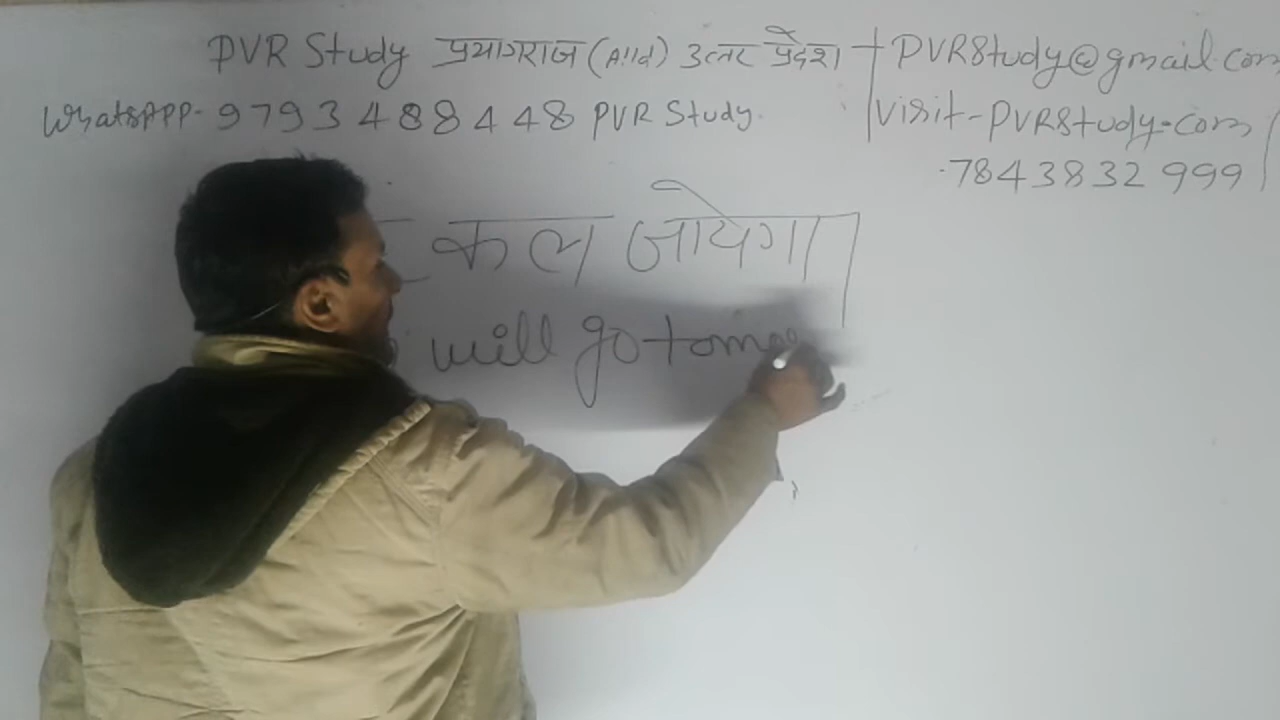 PVR Study प्रयागराज (Alld) उत्तर प्रदेश
WhatsAPP- 9793488448 PVR Study.
PVRStudy@gmail.com
Visit-PVRStudy.com
7843832999
कल जायेगा।
will go tomo